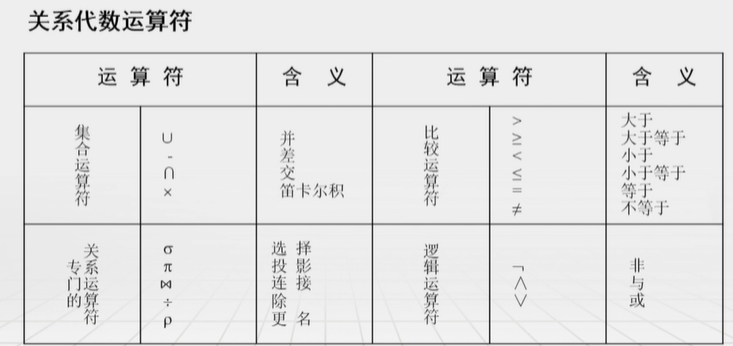 关系代数运算符
运算符 含义 运算符 含义
集合运算符
∪ 并
- 差
∩ 交
× 笛卡尔积
比较运算符
> 大于
≥ 大于等于
< 小于
≤ 小于等于
= 等于
≠ 不等于
专门的关系运算符
σ 选择
π 投影
⋈ 连接
÷ 除
ρ 更名
逻辑运算符
¬ 非
∧ 与
∨ 或